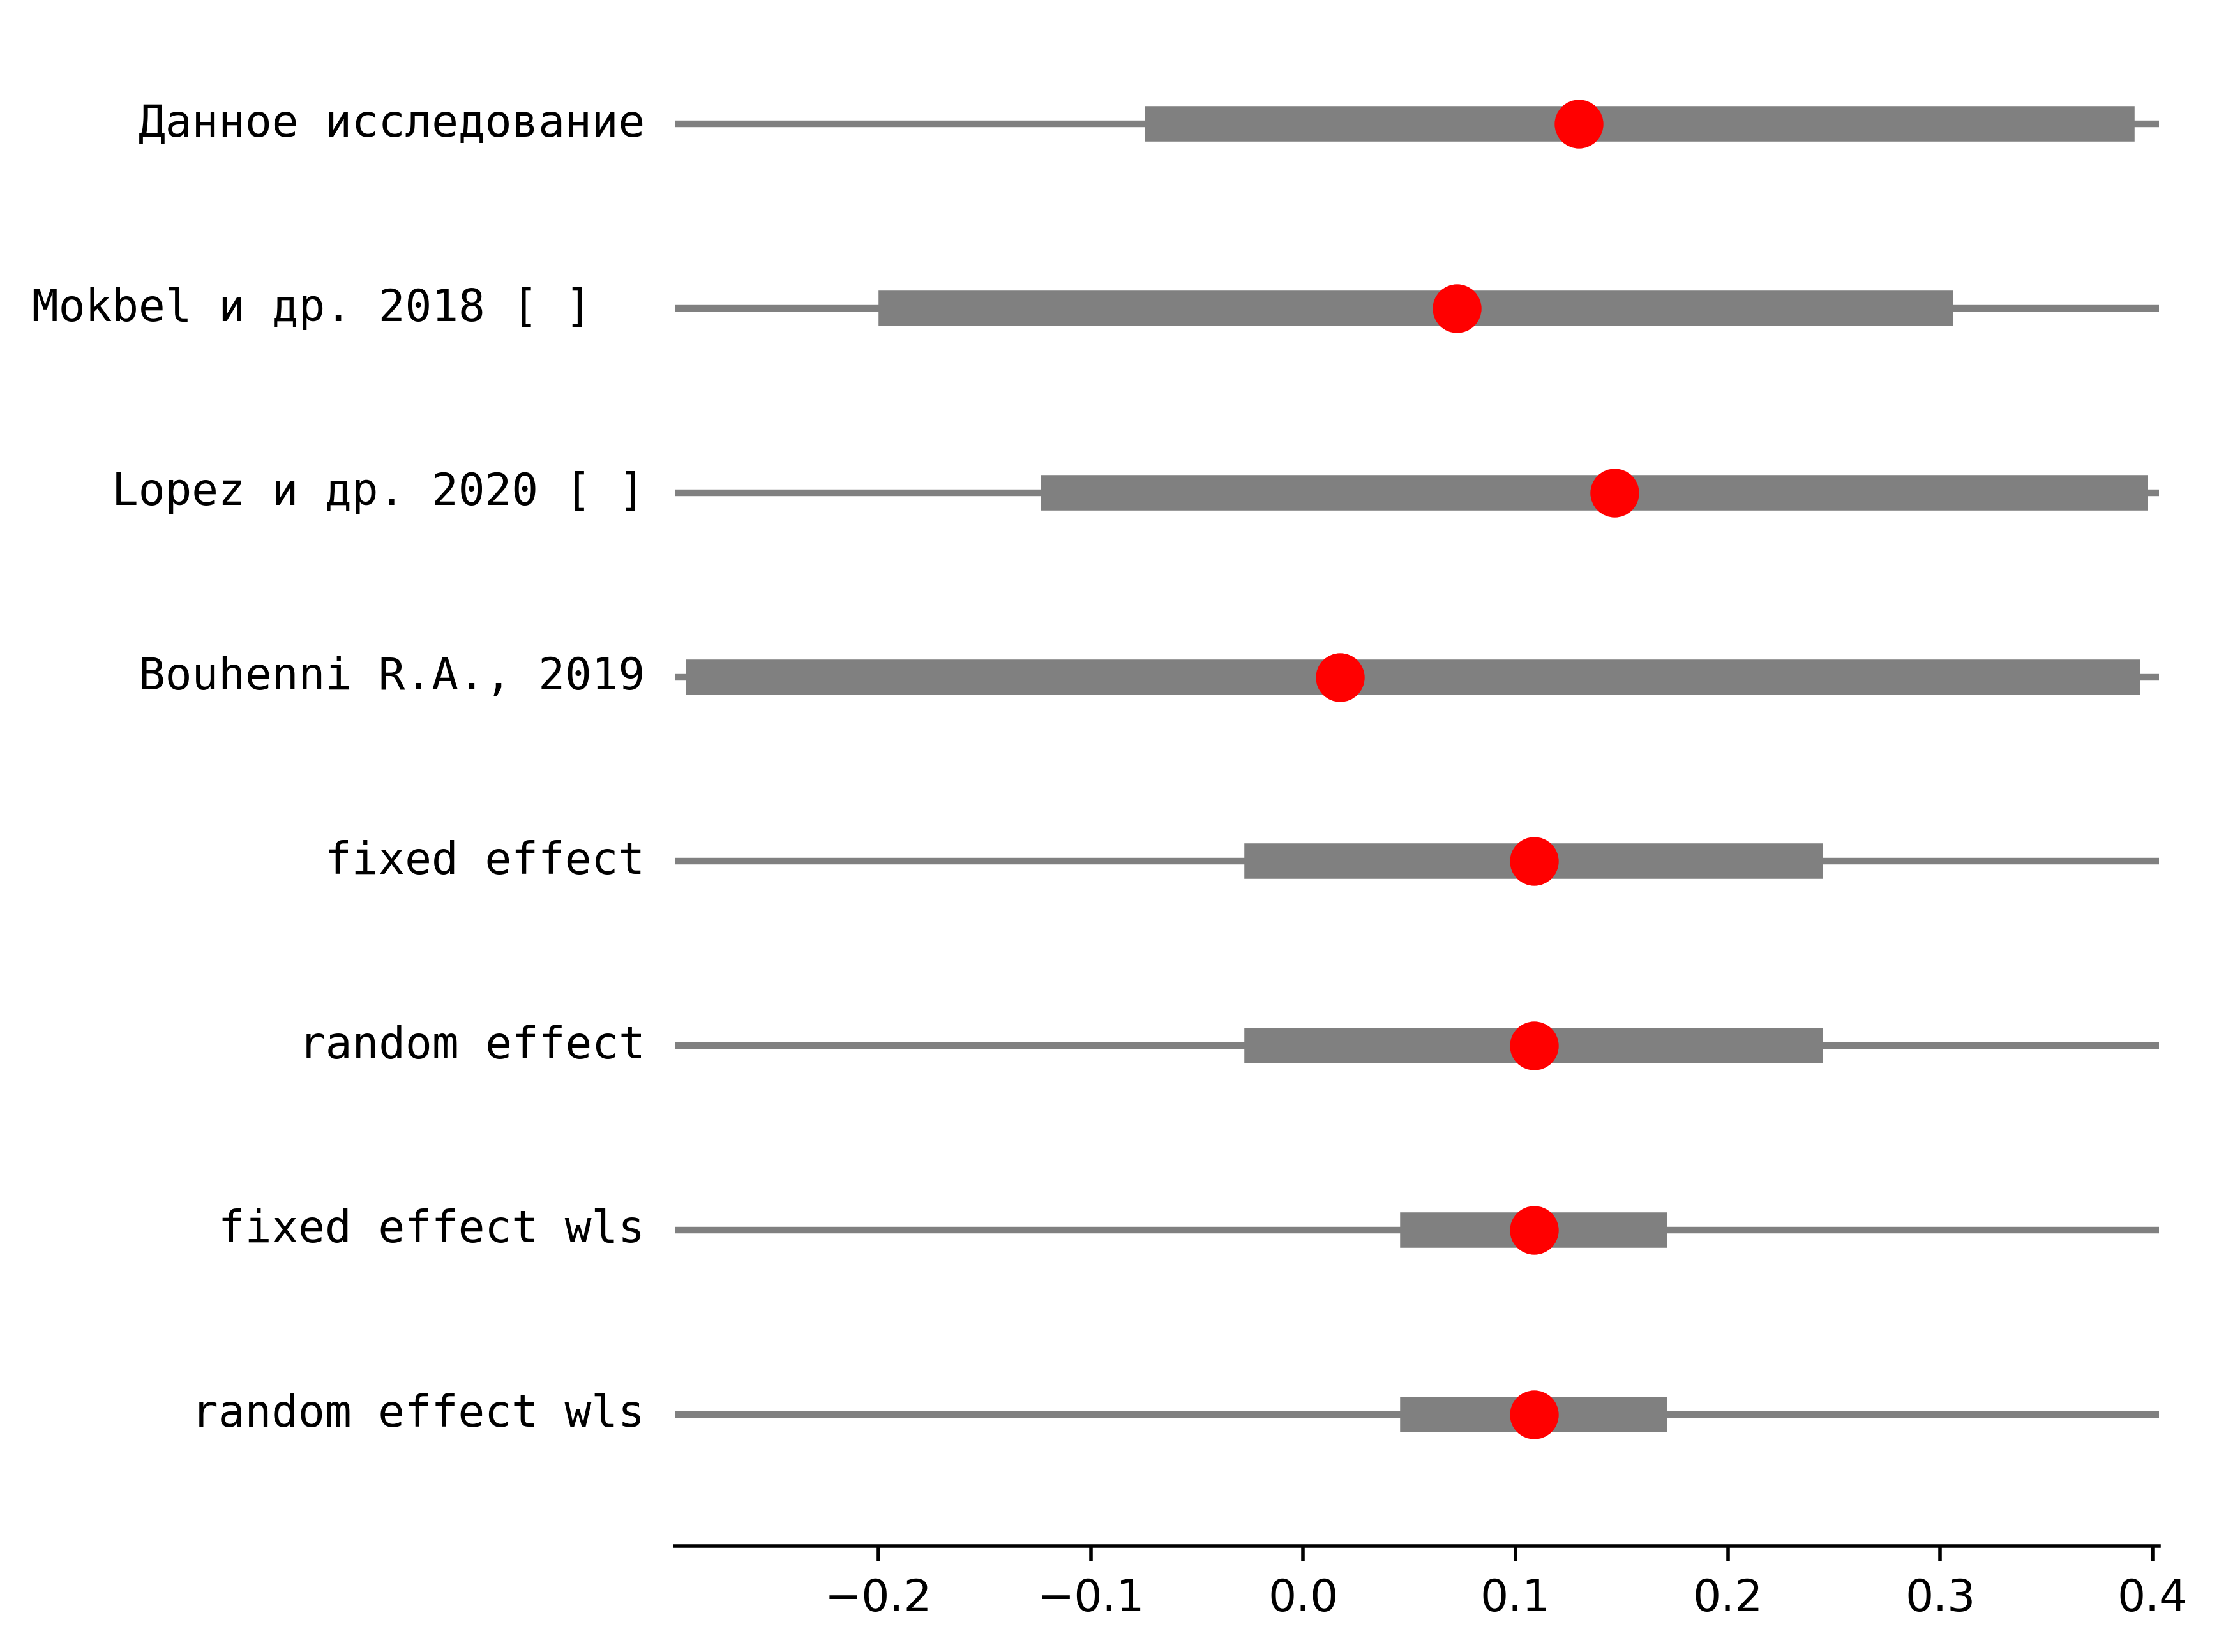 Данное исследование
Mokbel и др. 2018 [ ]
Lopez и др. 2020 [ ]
Bouhenni R.A., 2019
fixed effect
random effect
fixed effect wls
random effect wls
−0.2 −0.1 0.0 0.1 0.2 0.3 0.4